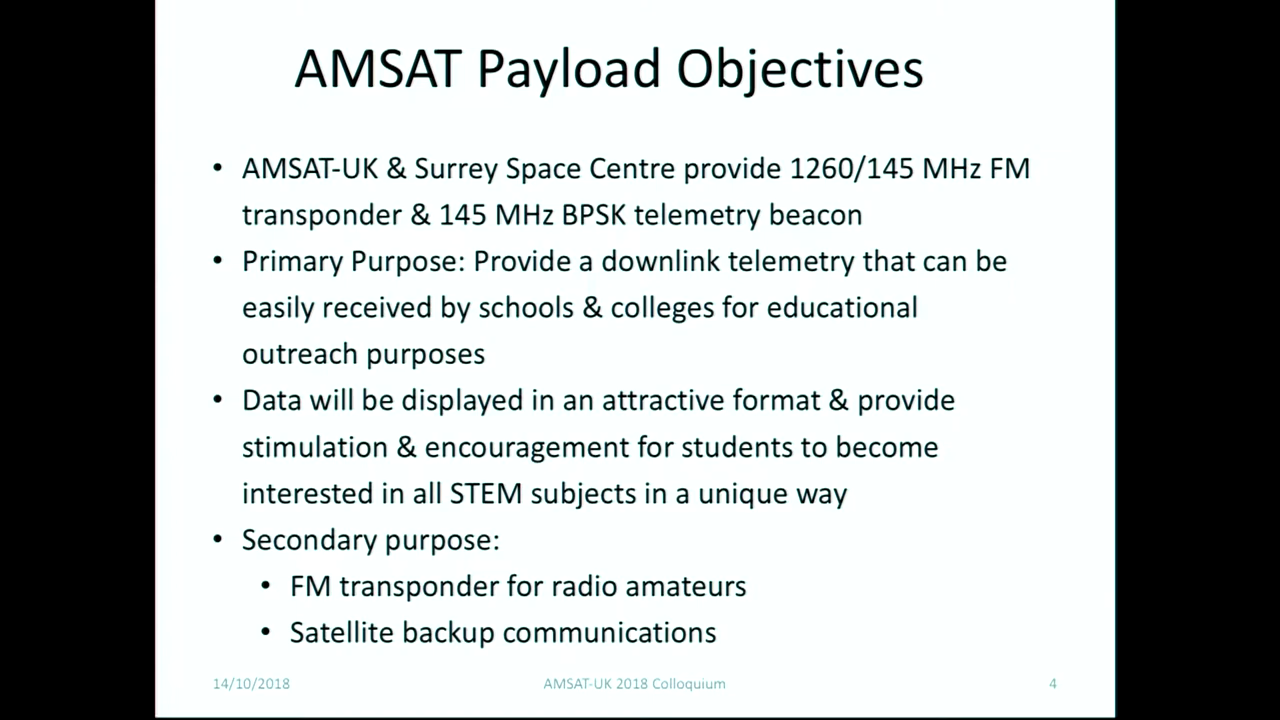 AMSAT Payload Objectives
• AMSAT-UK & Surrey Space Centre provide 1260/145 MHz FM
transponder & 145 MHz BPSK telemetry beacon
• Primary Purpose: Provide a downlink telemetry that can be
easily received by schools & colleges for educational
outreach purposes
• Data will be displayed in an attractive format & provide
stimulation & encouragement for students to become
interested in all STEM subjects in a unique way
• Secondary purpose:
• FM transponder for radio amateurs
• Satellite backup communications
14/10/2018 AMSAT-UK 2018 Colloquium 4